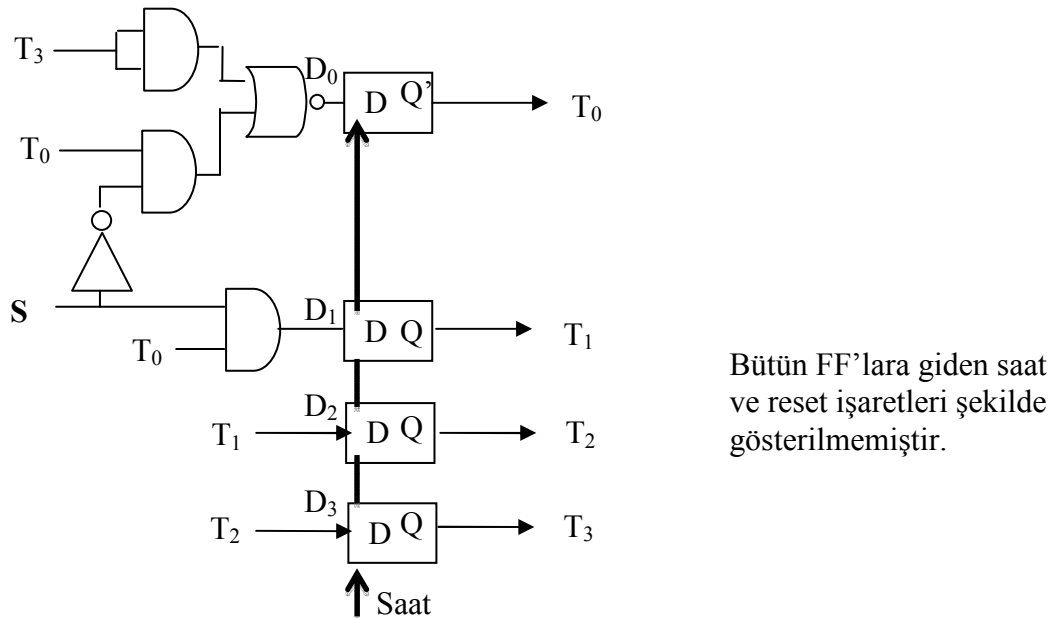 T₃
D₀
D Q’
T₀
T₀
S
D₁
D Q
T₁
T₀
Bütün FF’lara giden saat
ve reset işaretleri şekilde
gösterilmemiştir.
D₂
T₁
D Q
T₂
D₃
T₂
D Q
T₃
Saat